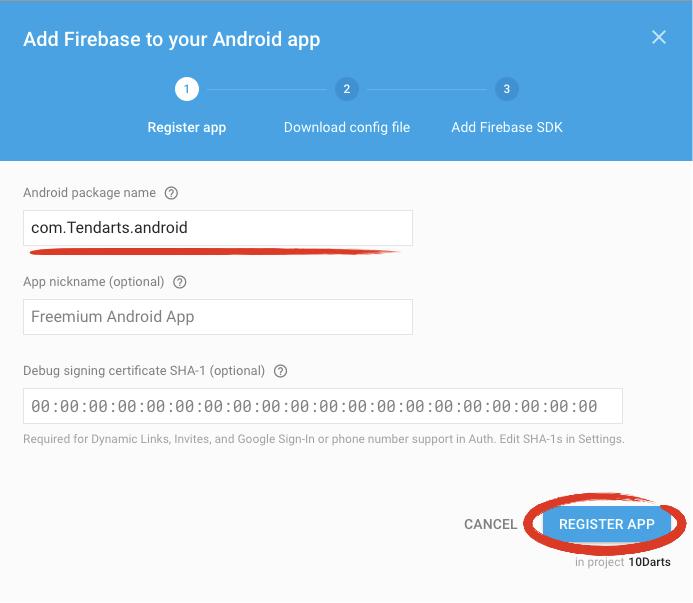 Add Firebase to your Android app
1
2
3
Register app
Download config file
Add Firebase SDK
Android package name
com.Tendarts.android
App nickname (optional)
Freemium Android App
Debug signing certificate SHA-1 (optional)
00:00:00:00:00:00:00:00:00:00:00:00:00:00:00:00:00:00:00:00
Required for Dynamic Links, Invites, and Google Sign-In or phone number support in Auth. Edit SHA-1s in Settings.
CANCEL
REGISTER APP
in project 10Darts